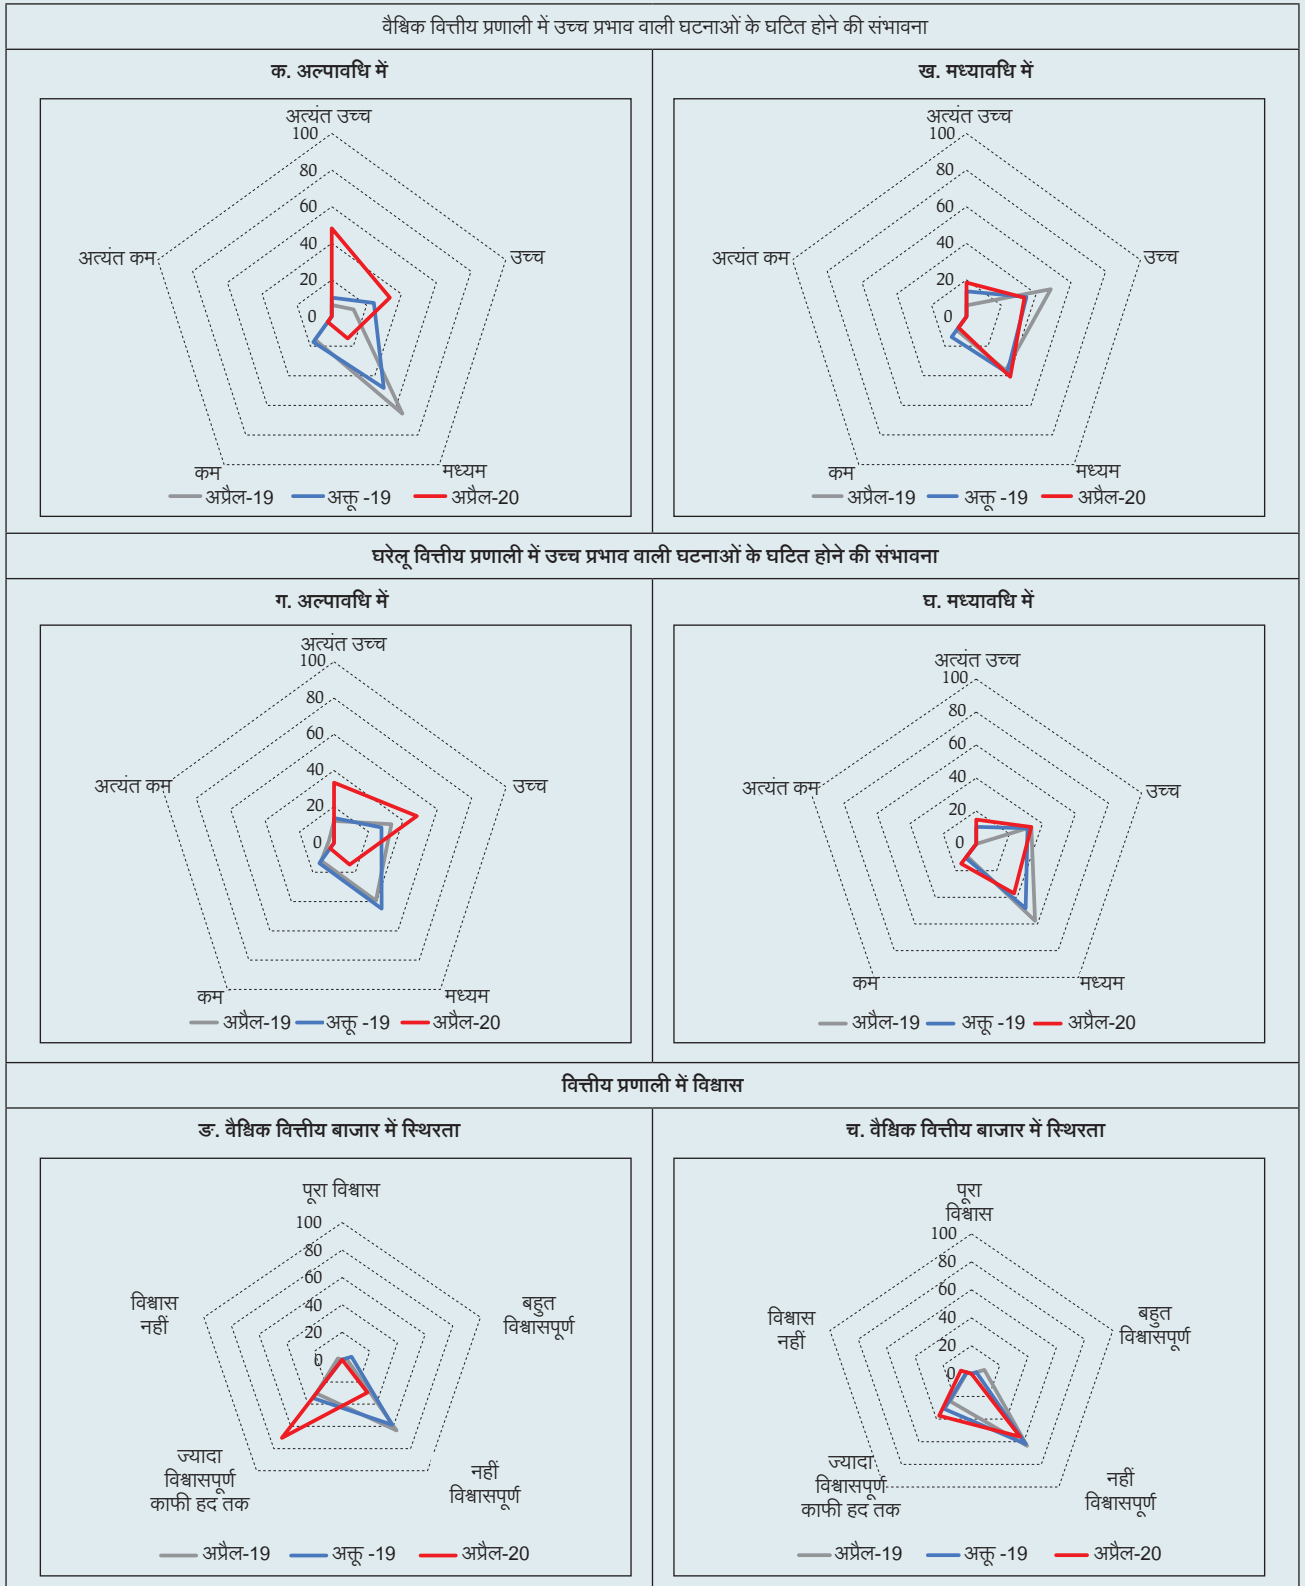 वैश्विक वित्तीय प्रणाली में उच्च प्रभाव वाली घटनाओं के घटित होने की संभावना
क. अल्पावधि में
अत्यंत उच्च
100
80
60
40
20
0
उच्च
मध्यम
कम
अत्यंत कम
अप्रैल-19 अक्तू -19 अप्रैल-20
ख. मध्यावधि में
अत्यंत उच्च
100
80
60
40
20
0
उच्च
मध्यम
कम
अत्यंत कम
अप्रैल-19 अक्तू -19 अप्रैल-20
घरेलू वित्तीय प्रणाली में उच्च प्रभाव वाली घटनाओं के घटित होने की संभावना
ग. अल्पावधि में
अत्यंत उच्च
100
80
60
40
20
0
उच्च
मध्यम
कम
अत्यंत कम
अप्रैल-19 अक्तू -19 अप्रैल-20
घ. मध्यावधि में
अत्यंत उच्च
100
80
60
40
20
0
उच्च
मध्यम
कम
अत्यंत कम
अप्रैल-19 अक्तू -19 अप्रैल-20
वित्तीय प्रणाली में विश्वास
ङ. वैश्विक वित्तीय बाजार में स्थिरता
पूरा विश्वास
100
80
60
40
20
0
बहुत
विश्वासपूर्ण
नहीं
विश्वासपूर्ण
ज्यादा
विश्वासपूर्ण
काफी हद तक
विश्वास
नहीं
अप्रैल-19 अक्तू -19 अप्रैल-20
च. वैश्विक वित्तीय बाजार में स्थिरता
पूरा
विश्वास
100
80
60
40
20
0
बहुत
विश्वासपूर्ण
नहीं
विश्वासपूर्ण
ज्यादा
विश्वासपूर्ण
काफी हद तक
विश्वास
नहीं
अप्रैल-19 अक्तू -19 अप्रैल-20